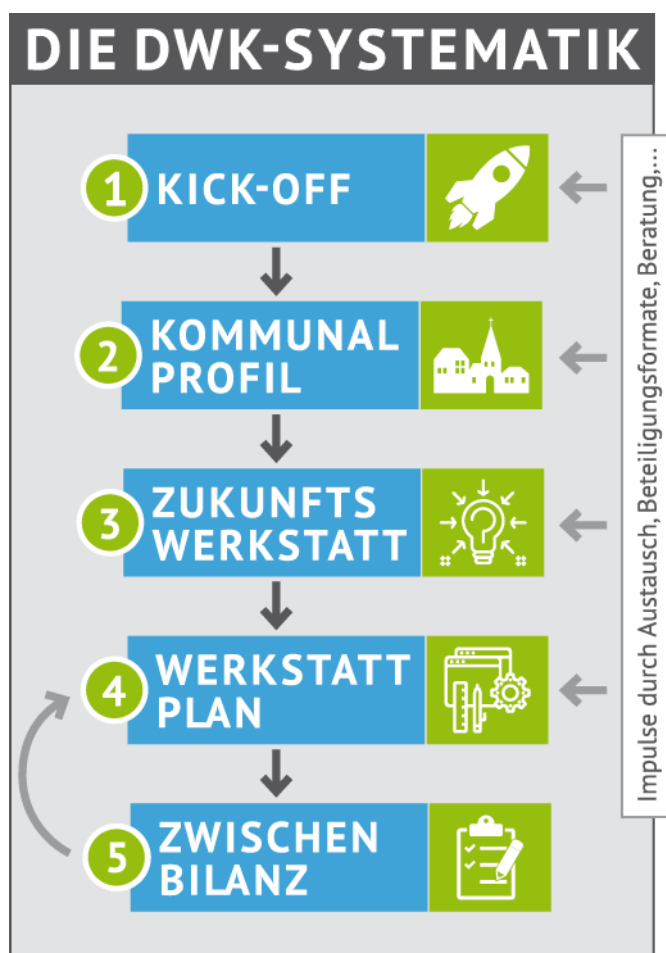 DIE DWK-SYSTEMATIK
1
KICK-OFF
2
KOMMUNAL
PROFIL
3
ZUKUNFTS
WERKSTATT
4
WERKSTATT
PLAN
5
ZWISCHEN
BILANZ
Impulse durch Austausch, Beteiligungsformate, Beratung,...